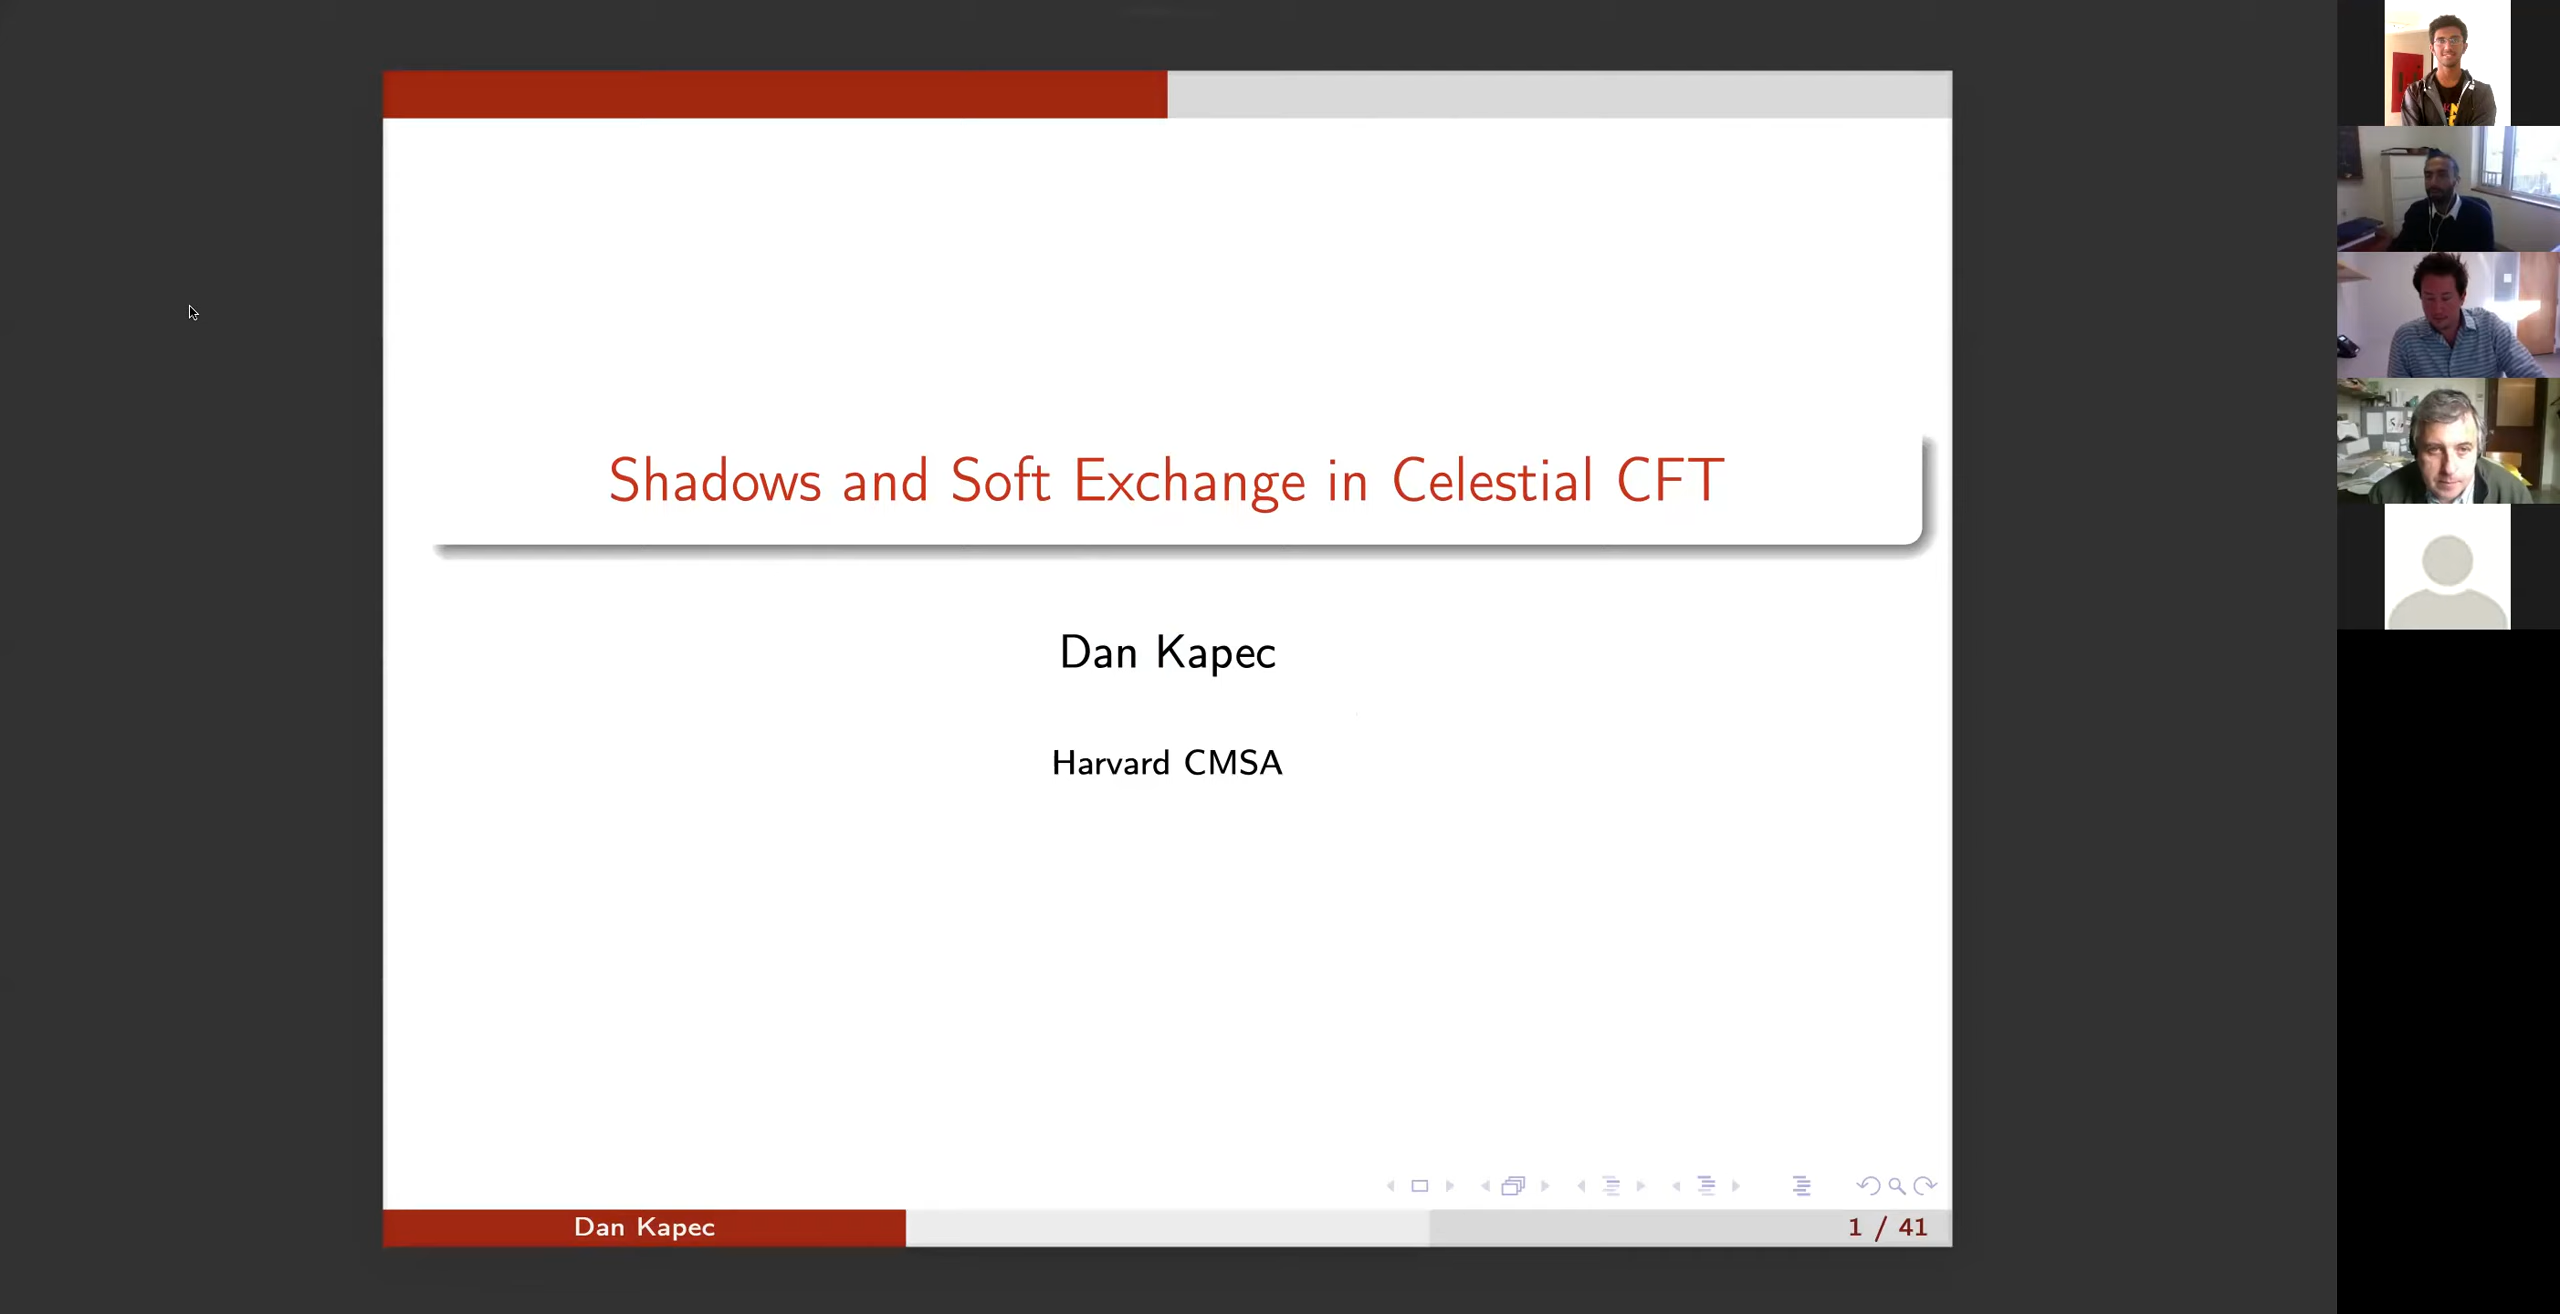 Shadows and Soft Exchange in Celestial CFT
Dan Kapec
Harvard CMSA
Dan Kapec
1 / 41